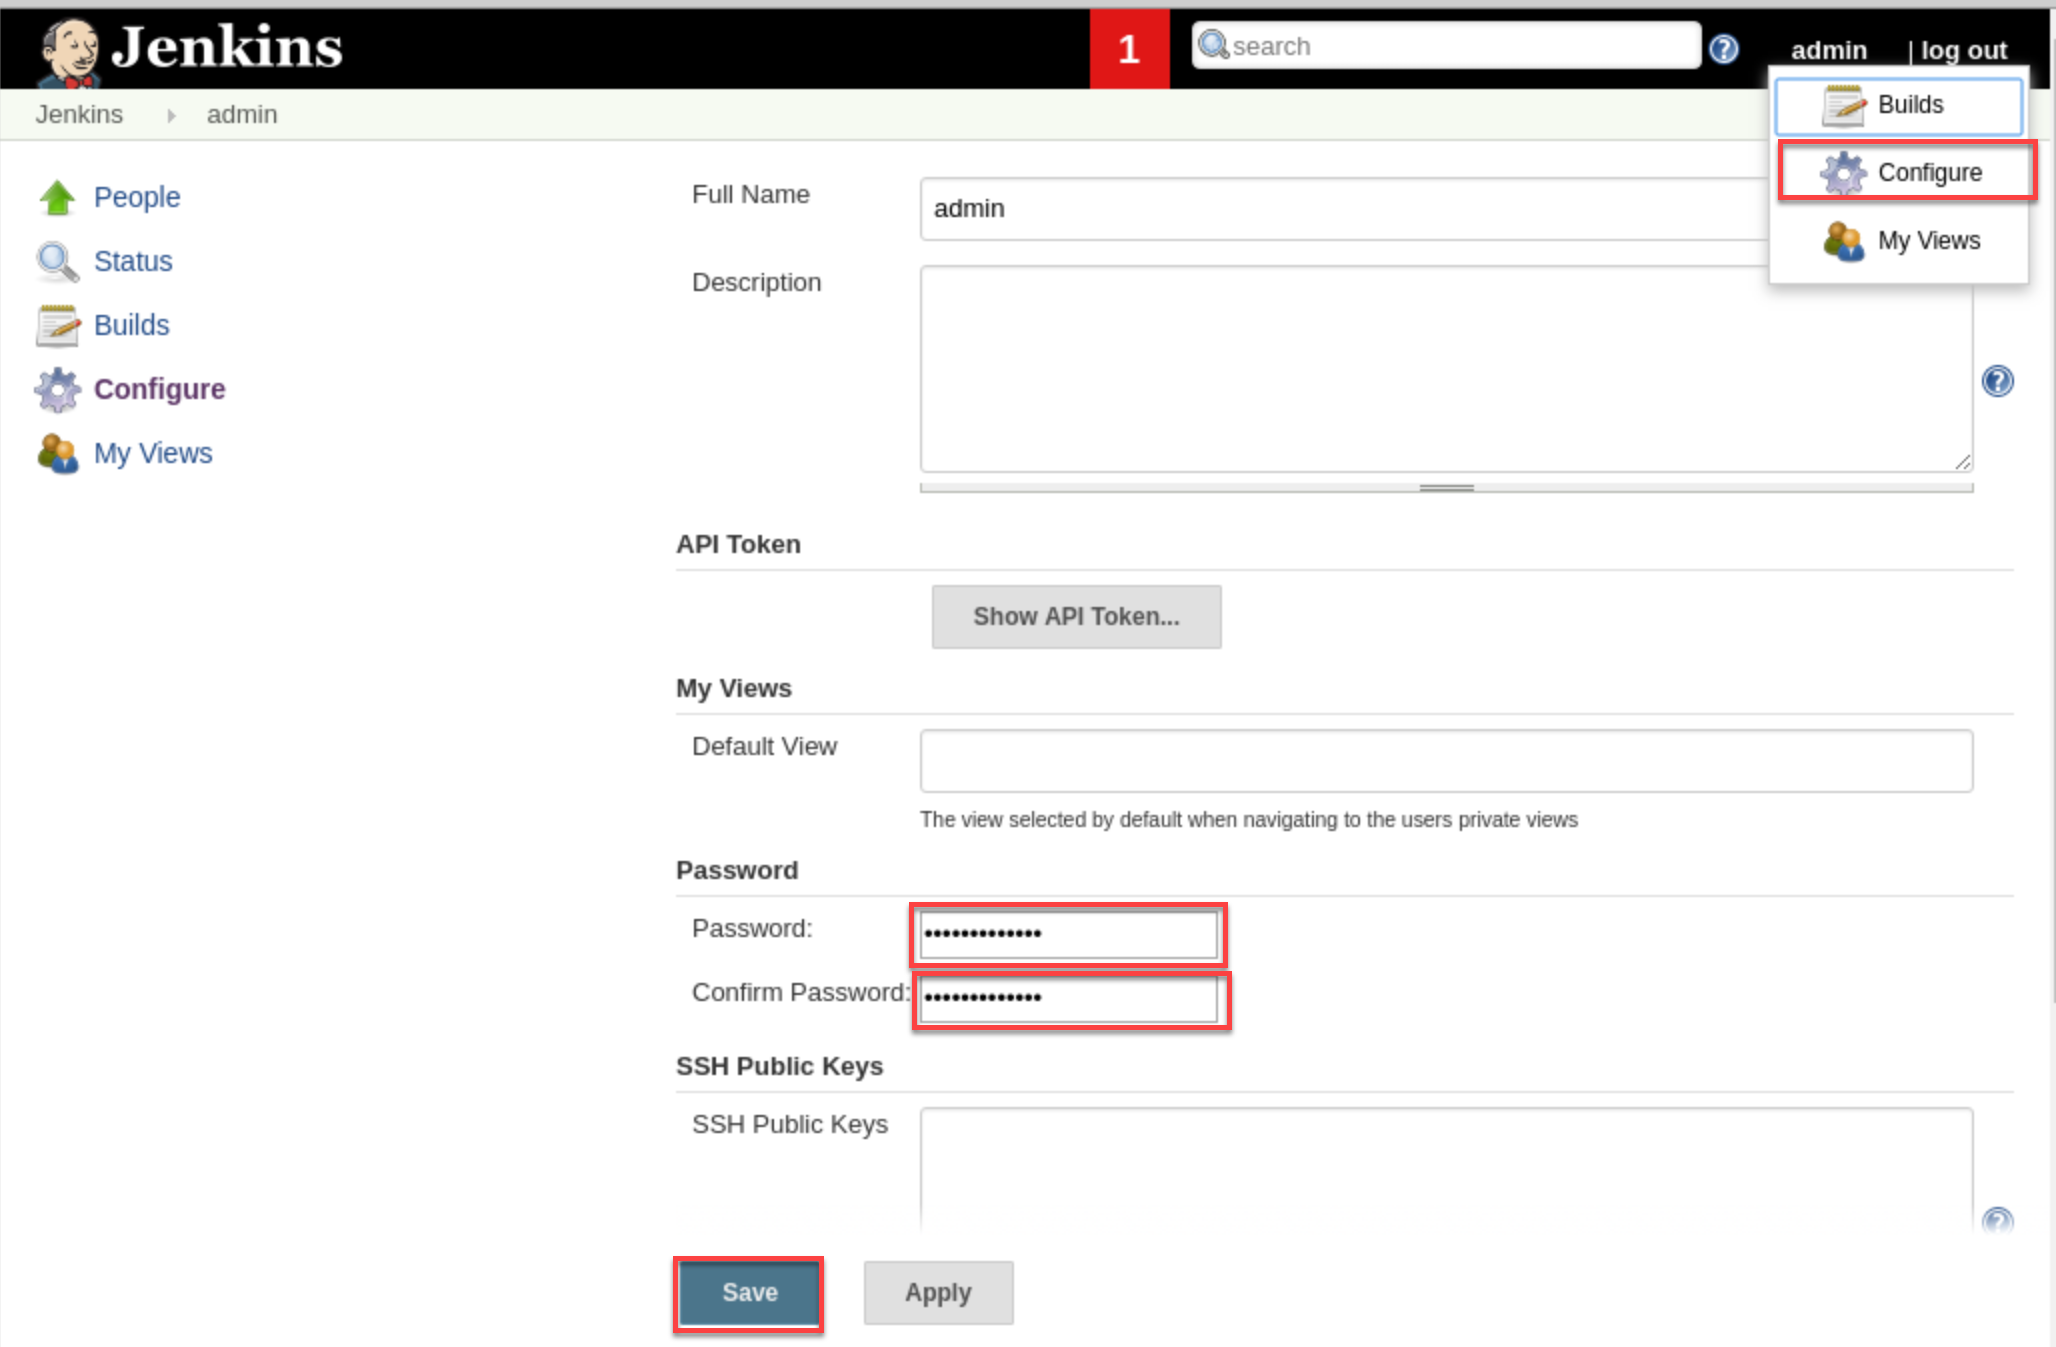 Jenkins
1
search
admin | log out
Jenkins admin
Builds
Configure
My Views
People
Status
Builds
Configure
My Views
Full Name
admin
Description
API Token
Show API Token...
My Views
Default View
The view selected by default when navigating to the users private views
Password
Password:
•••••••••••••
Confirm Password:
•••••••••••••
SSH Public Keys
SSH Public Keys
Save
Apply